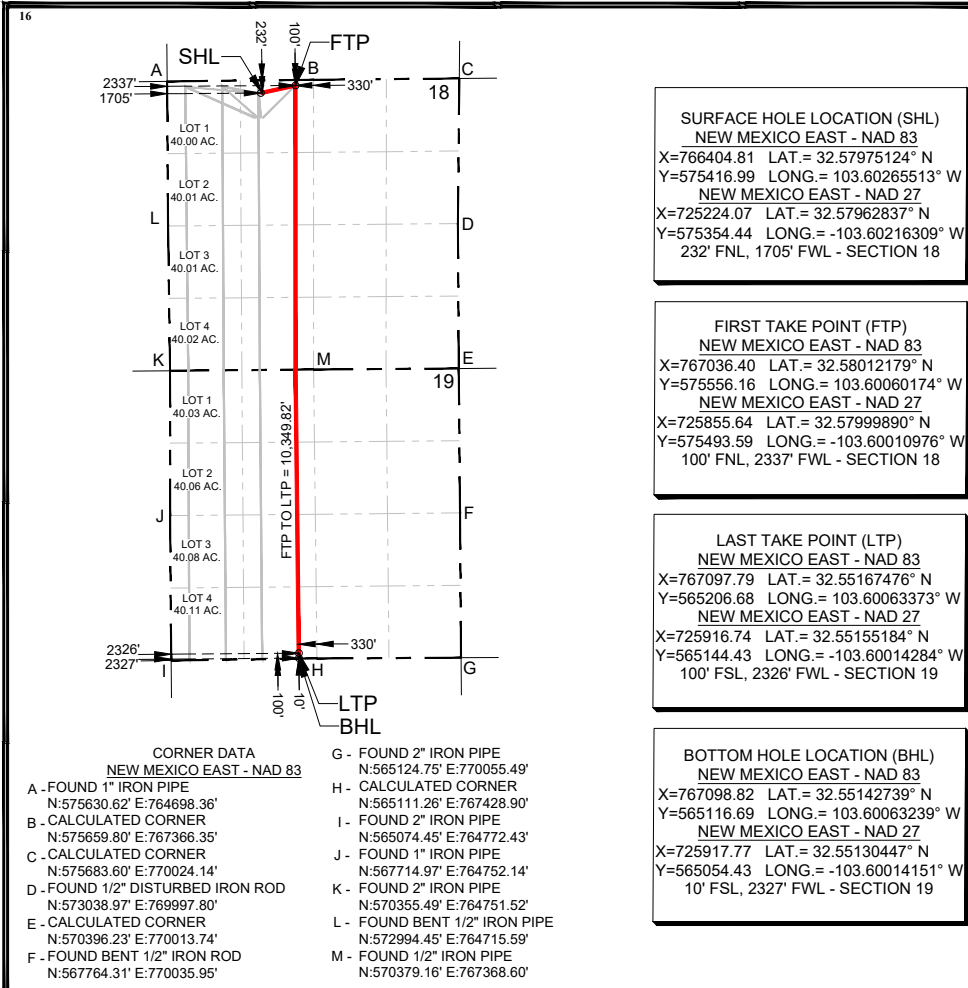 16
SHL
232'
100'
FTP
A
B
C
2337'
1705'
330'
18
LOT 1
40.00 AC.
LOT 2
40.01 AC.
L
D
LOT 3
40.01 AC.
LOT 4
40.02 AC.
K
M
E
19
LOT 1
40.03 AC.
FTP TO LTP = 10,349.82'
LOT 2
40.06 AC.
J
F
LOT 3
40.08 AC.
LOT 4
40.11 AC.
2326'
2327'
330'
I
H
G
100'
10'
LTP
BHL
SURFACE HOLE LOCATION (SHL)
NEW MEXICO EAST - NAD 83
X=766404.81 LAT.= 32.57975124° N
Y=575416.99 LONG.= 103.60265513° W
NEW MEXICO EAST - NAD 27
X=725224.07 LAT.= 32.57962837° N
Y=575354.44 LONG.= -103.60216309° W
232' FNL, 1705' FWL - SECTION 18
FIRST TAKE POINT (FTP)
NEW MEXICO EAST - NAD 83
X=767036.40 LAT.= 32.58012179° N
Y=575556.16 LONG.= 103.60060174° W
NEW MEXICO EAST - NAD 27
X=725855.64 LAT.= 32.57999890° N
Y=575493.59 LONG.= -103.60010976° W
100' FNL, 2337' FWL - SECTION 18
LAST TAKE POINT (LTP)
NEW MEXICO EAST - NAD 83
X=767097.79 LAT.= 32.55167476° N
Y=565206.68 LONG.= 103.60063373° W
NEW MEXICO EAST - NAD 27
X=725916.74 LAT.= 32.55155184° N
Y=565144.43 LONG.= -103.60014284° W
100' FSL, 2326' FWL - SECTION 19
BOTTOM HOLE LOCATION (BHL)
NEW MEXICO EAST - NAD 83
X=767098.82 LAT.= 32.55142739° N
Y=565116.69 LONG.= 103.60063239° W
NEW MEXICO EAST - NAD 27
X=725917.77 LAT.= 32.55130447° N
Y=565054.43 LONG.= -103.60014151° W
10' FSL, 2327' FWL - SECTION 19
CORNER DATA
NEW MEXICO EAST - NAD 83
A - FOUND 1" IRON PIPE
N:575630.62' E:764698.36'
B - CALCULATED CORNER
N:575659.80' E:767366.35'
C - CALCULATED CORNER
N:575683.60' E:770024.14'
D - FOUND 1/2" DISTURBED IRON ROD
N:573038.97' E:769997.80'
E - CALCULATED CORNER
N:570396.23' E:770013.74'
F - FOUND BENT 1/2" IRON ROD
N:567764.31' E:770035.95'
G - FOUND 2" IRON PIPE
N:565124.75' E:770055.49'
H - CALCULATED CORNER
N:565111.26' E:767428.90'
I - FOUND 2" IRON PIPE
N:565074.45' E:764772.43'
J - FOUND 1" IRON PIPE
N:567714.97' E:764752.14'
K - FOUND 2" IRON PIPE
N:570355.49' E:764751.52'
L - FOUND BENT 1/2" IRON PIPE
N:572994.45' E:764715.59'
M - FOUND 1/2" IRON PIPE
N:570379.16' E:767368.60'